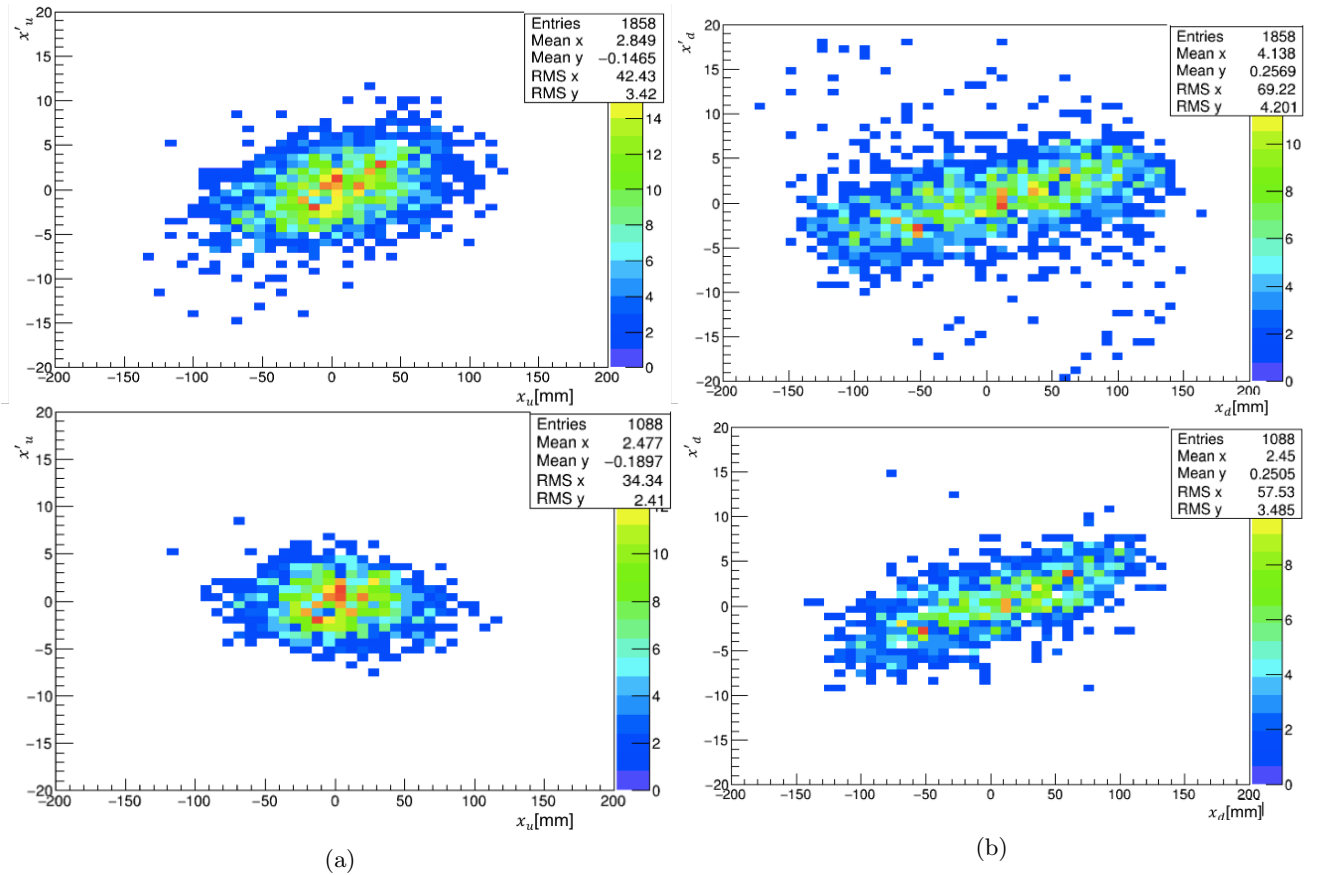 x′u
20
15
10
5
0
−5
−10
−15
−20
−200 −150 −100 −50 0 50 100 150 200
xu[mm]
Entries 1858
Mean x 2.849
Mean y −0.1465
RMS x 42.43
RMS y 3.42
14
12
10
8
6
4
2
0
x′d
20
15
10
5
0
−5
−10
−15
−20
−200 −150 −100 −50 0 50 100 150 200
xd[mm]
Entries 1858
Mean x 4.138
Mean y 0.2569
RMS x 69.22
RMS y 4.201
10
8
6
4
2
0
x′u
20
15
10
5
0
−5
−10
−15
−20
−200 −150 −100 −50 0 50 100 150 200
xu[mm]
Entries 1088
Mean x 2.477
Mean y −0.1897
RMS x 34.34
RMS y 2.41
12
10
8
6
4
2
0
x′d
20
15
10
5
0
−5
−10
−15
−20
−200 −150 −100 −50 0 50 100 150 200
xd[mm]
Entries 1088
Mean x 2.45
Mean y 0.2505
RMS x 57.53
RMS y 3.485
8
6
4
2
0
(a)
(b)